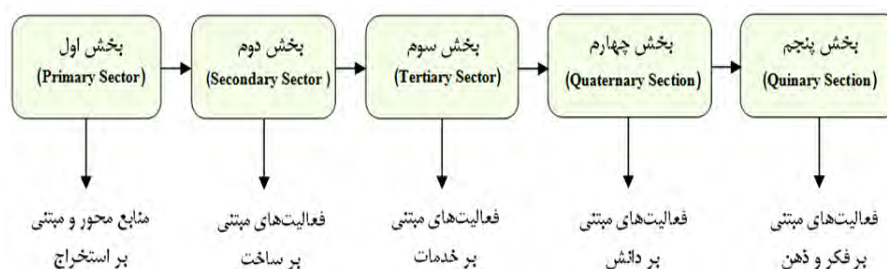 بخش اول
(Primary Sector)
بخش دوم
(Secondary Sector )
بخش سوم
(Tertiary Sector)
بخش چهارم
(Quaternary Section)
بخش پنجم
(Quinary Section)
منابع محور و مبتنی
بر استخراج
فعالیت‌های مبتنی
بر ساخت
فعالیت‌های مبتنی
بر خدمات
فعالیت‌های مبتنی
بر دانش
فعالیت‌های مبتنی
بر فکر و ذهن